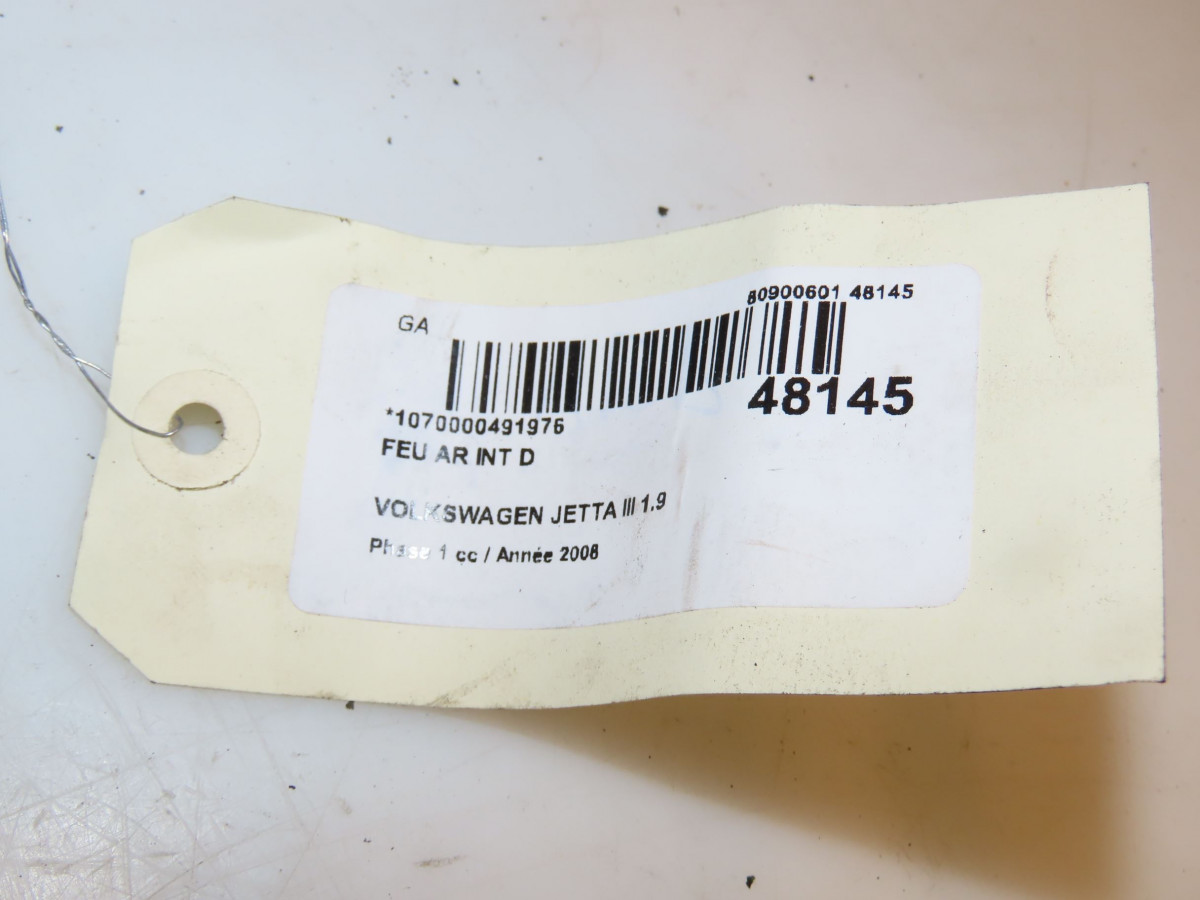 80900601 48145
GA
48145
*1070000491976
FEU AR INT D
VOLKSWAGEN JETTA III 1.9
Phase 1 cc / Année 2008